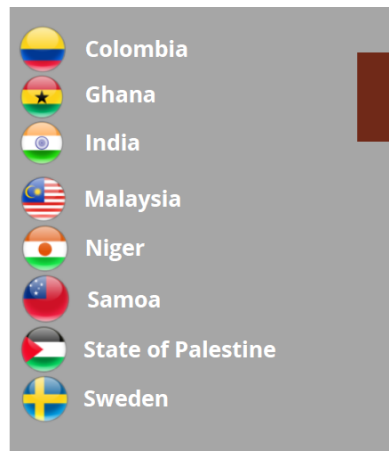 Colombia
Ghana
India
Malaysia
Niger
Samoa
State of Palestine
Sweden